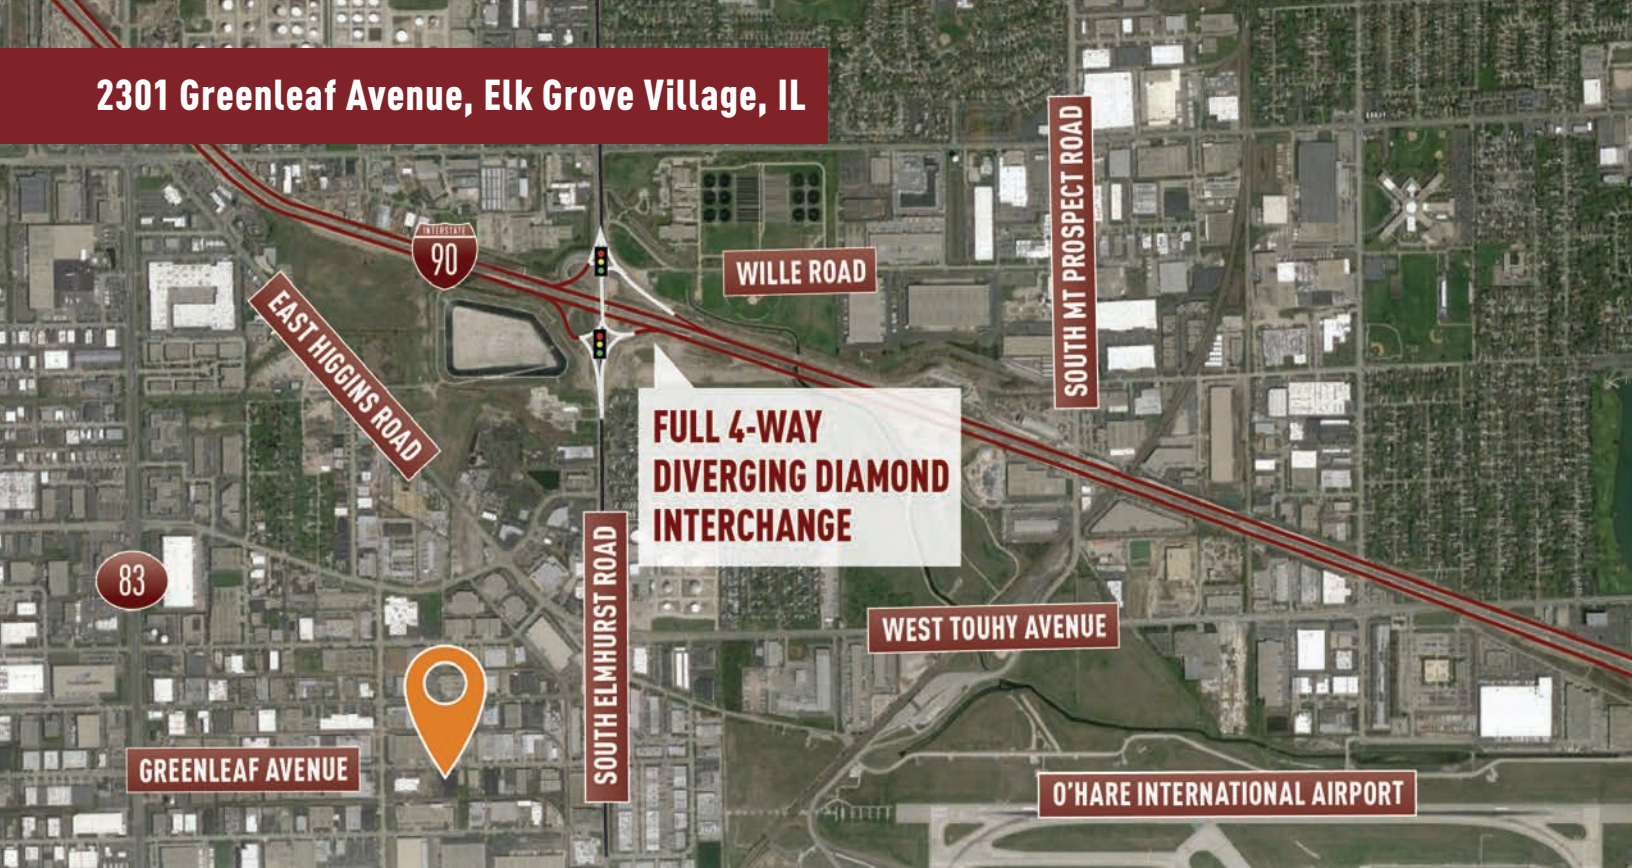 2301 Greenleaf Avenue, Elk Grove Village, IL
SOUTH MT PROSPECT ROAD
INTERSTATE
90
WILLE ROAD
EAST HIGGINS ROAD
FULL 4-WAY
DIVERGING DIAMOND
INTERCHANGE
83
SOUTH ELMHURST ROAD
WEST TOUHY AVENUE
GREENLEAF AVENUE
O'HARE INTERNATIONAL AIRPORT